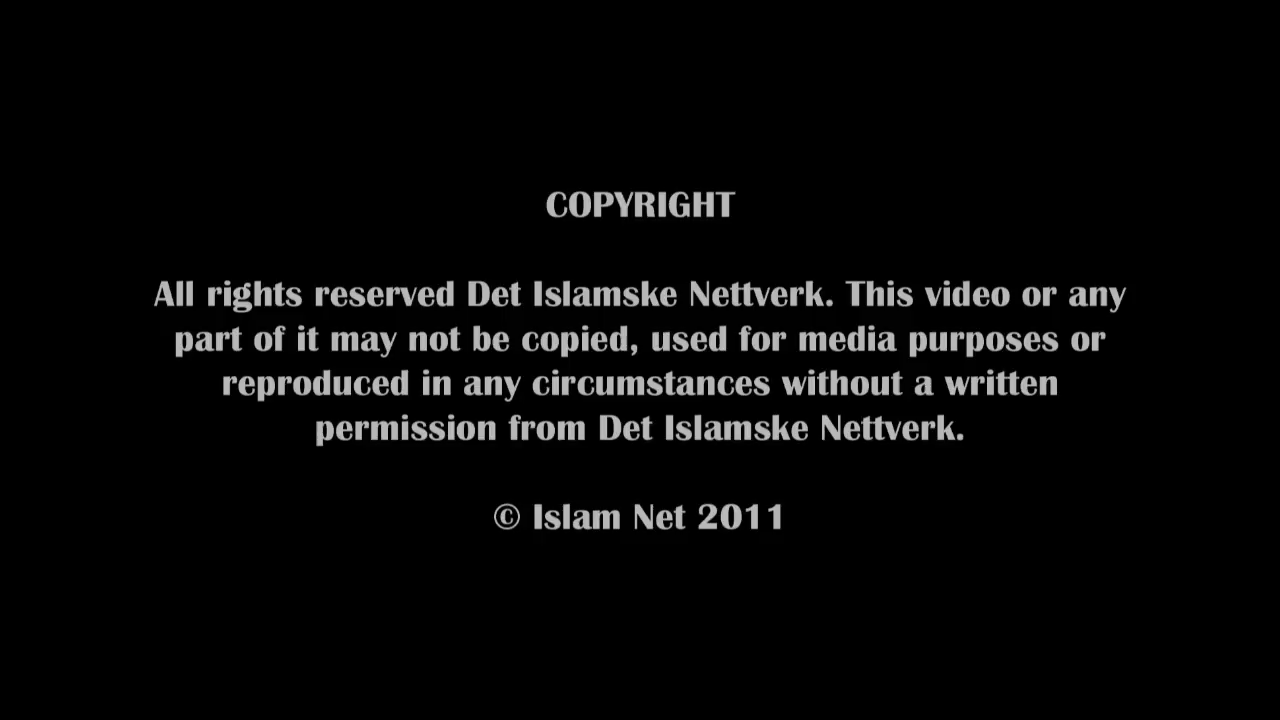 COPYRIGHT
All rights reserved Det Islamske Nettverk. This video or any
part of it may not be copied, used for media purposes or
reproduced in any circumstances without a written
permission from Det Islamske Nettverk.
© Islam Net 2011